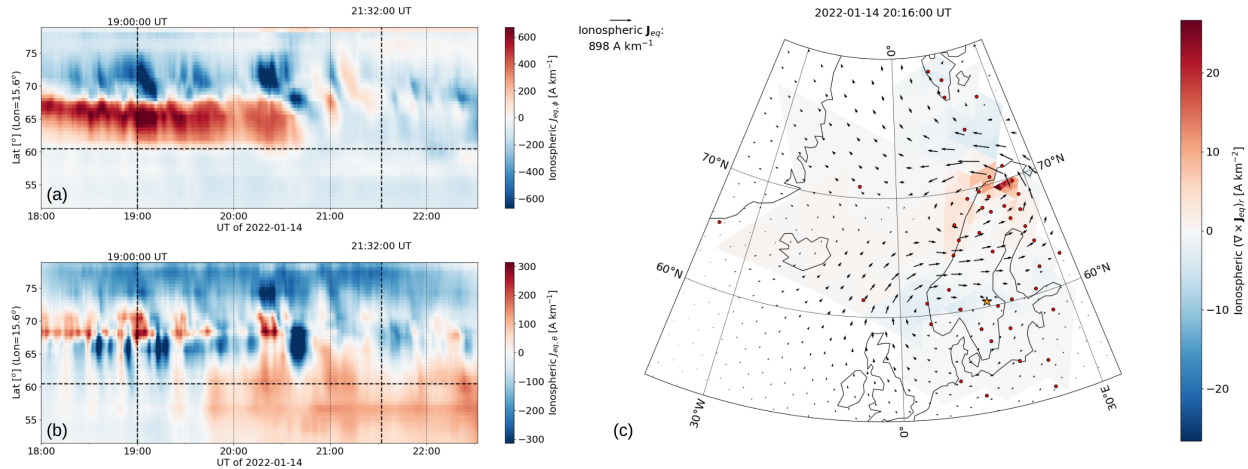 19:00:00 UT
21:32:00 UT
75
70
65
60
55
Lat [°] (Lon=15.6°)
(a)
18:00
19:00
20:00
21:00
22:00
UT of 2022-01-14
600
400
200
0
−200
−400
−600
Ionospheric J_eq,ϕ [A km⁻¹]
19:00:00 UT
21:32:00 UT
75
70
65
60
55
Lat [°] (Lon=15.6°)
(b)
18:00
19:00
20:00
21:00
22:00
UT of 2022-01-14
300
200
100
0
−100
−200
−300
Ionospheric J_eq,θ [A km⁻¹]
Ionospheric J_eq:
898 A km⁻¹
2022-01-14 20:16:00 UT
0°
70°N
70°N
60°N
60°N
30°W
0°
30°E
(c)
20
10
0
−10
−20
Ionospheric (∇ × J_eq)_r [A km⁻²]